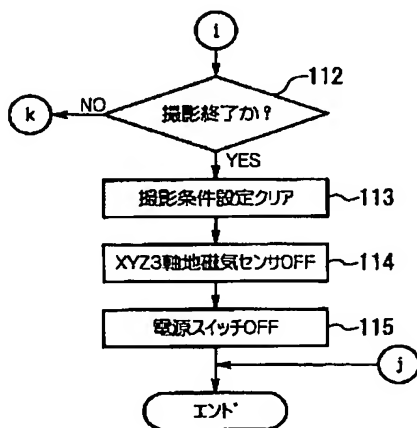 i
112
撮影終了か?
NO
k
YES
撮影条件設定クリア
113
XYZ3軸地磁気センサOFF
114
電源スイッチOFF
115
j
エンド